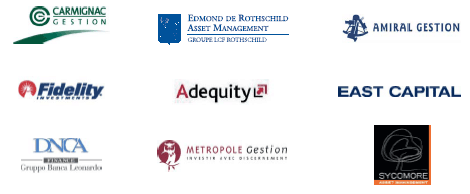 CARMIGNAC
GESTION
EDMOND DE ROTHSCHILD
ASSET MANAGEMENT
GROUPE LCF ROTHSCHILD
AMIRAL GESTION
Fidelity
INVESTMENTS
Adequity
EAST CAPITAL
DNCA
FINANCE
Gruppo Banca Leonardo
METROPOLE Gestion
INVESTIR AVEC DISCERNEMENT
SYCOMORE
ASSET MANAGEMENT